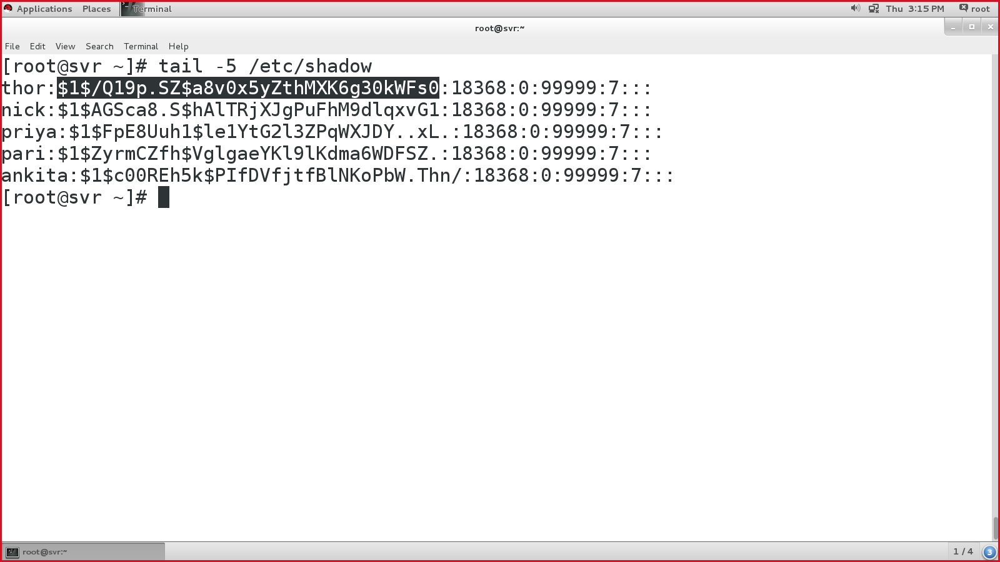 Applications Places Terminal Thu 3:15 PM root
root@svr:~
File Edit View Search Terminal Help
[root@svr ~]# tail -5 /etc/shadow
thor:$1$/Q19p.SZ$a8v0x5yZthMXK6g30kWFs0:18368:0:99999:7:::
nick:$1$AGSca8.S$hAlTRjXJgPuFhM9dlqxvG1:18368:0:99999:7:::
priya:$1$FpE8Uuh1$le1YtG2l3ZPqWXJDY..xL.:18368:0:99999:7:::
pari:$1$ZyrmCZfh$VglgaeYKl9lKdma6WDFSZ.:18368:0:99999:7:::
ankita:$1$c00REh5k$PIfDVfjtfBlNKoPbW.Thn/:18368:0:99999:7:::
[root@svr ~]#
root@svr:~ 1 / 4 3